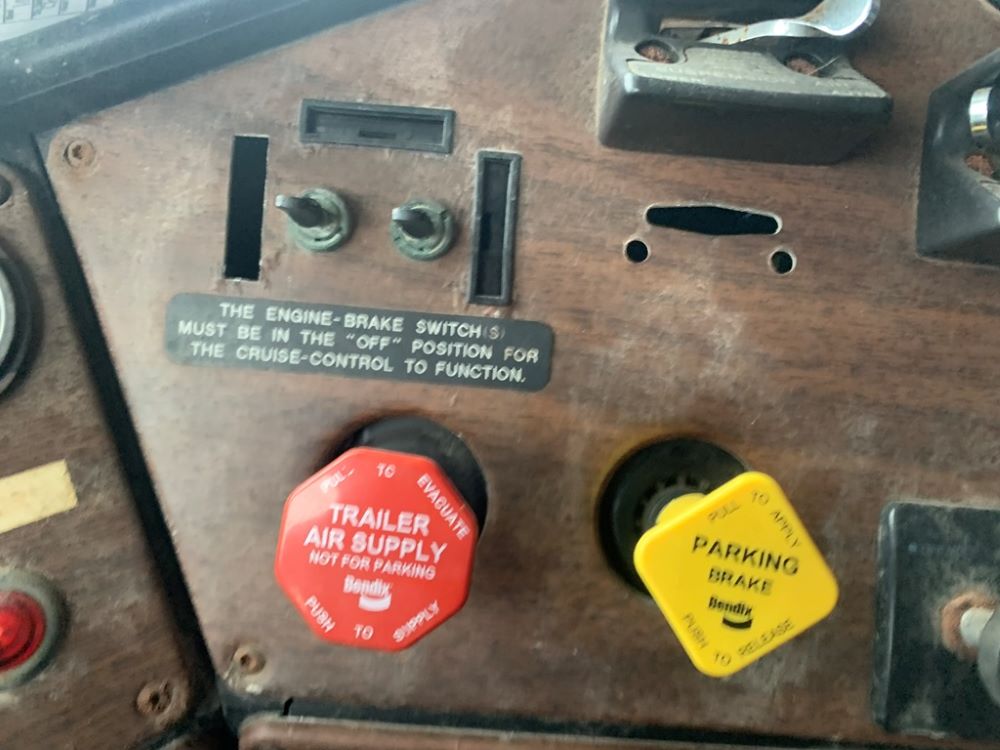 THE ENGINE-BRAKE SWITCH(S)
MUST BE IN THE "OFF" POSITION FOR
THE CRUISE-CONTROL TO FUNCTION.
PULL TO EVACUATE
TRAILER
AIR SUPPLY
NOT FOR PARKING
Bendix
PUSH TO SUPPLY
PULL TO APPLY
PARKING
BRAKE
Bendix
PUSH TO RELEASE